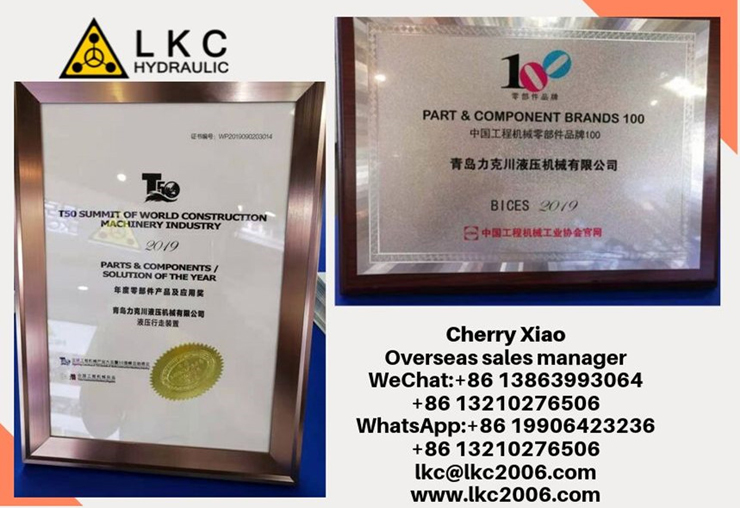 LKC
HYDRAULIC
证书编号: WP2019090203014
T50
T50 SUMMIT OF WORLD CONSTRUCTION
MACHINERY INDUSTRY
2019
PARTS & COMPONENTS /
SOLUTION OF THE YEAR
年度零部件产品及应用奖
青岛力克川液压机械有限公司
液压行走装置
100
零部件品牌
PART & COMPONENT BRANDS 100
中国工程机械零部件品牌100
青岛力克川液压机械有限公司
BICES 2019
中国工程机械工业协会官网
Cherry Xiao
Overseas sales manager
WeChat:+86 13863993064
+86 13210276506
WhatsApp:+86 19906423236
+86 13210276506
lkc@lkc2006.com
www.lkc2006.com